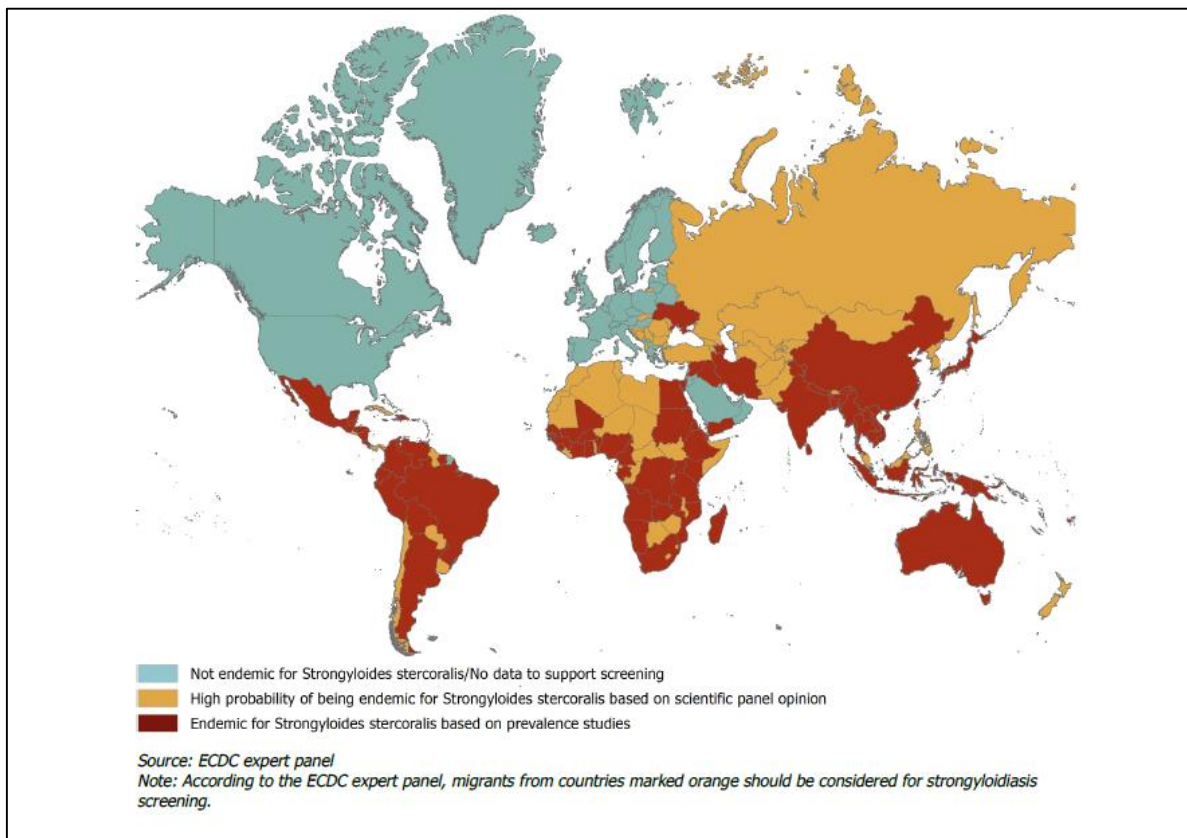 Not endemic for Strongyloides stercoralis/No data to support screening
High probability of being endemic for Strongyloides stercoralis based on scientific panel opinion
Endemic for Strongyloides stercoralis based on prevalence studies
Source: ECDC expert panel
Note: According to the ECDC expert panel, migrants from countries marked orange should be considered for strongyloidiasis
screening.